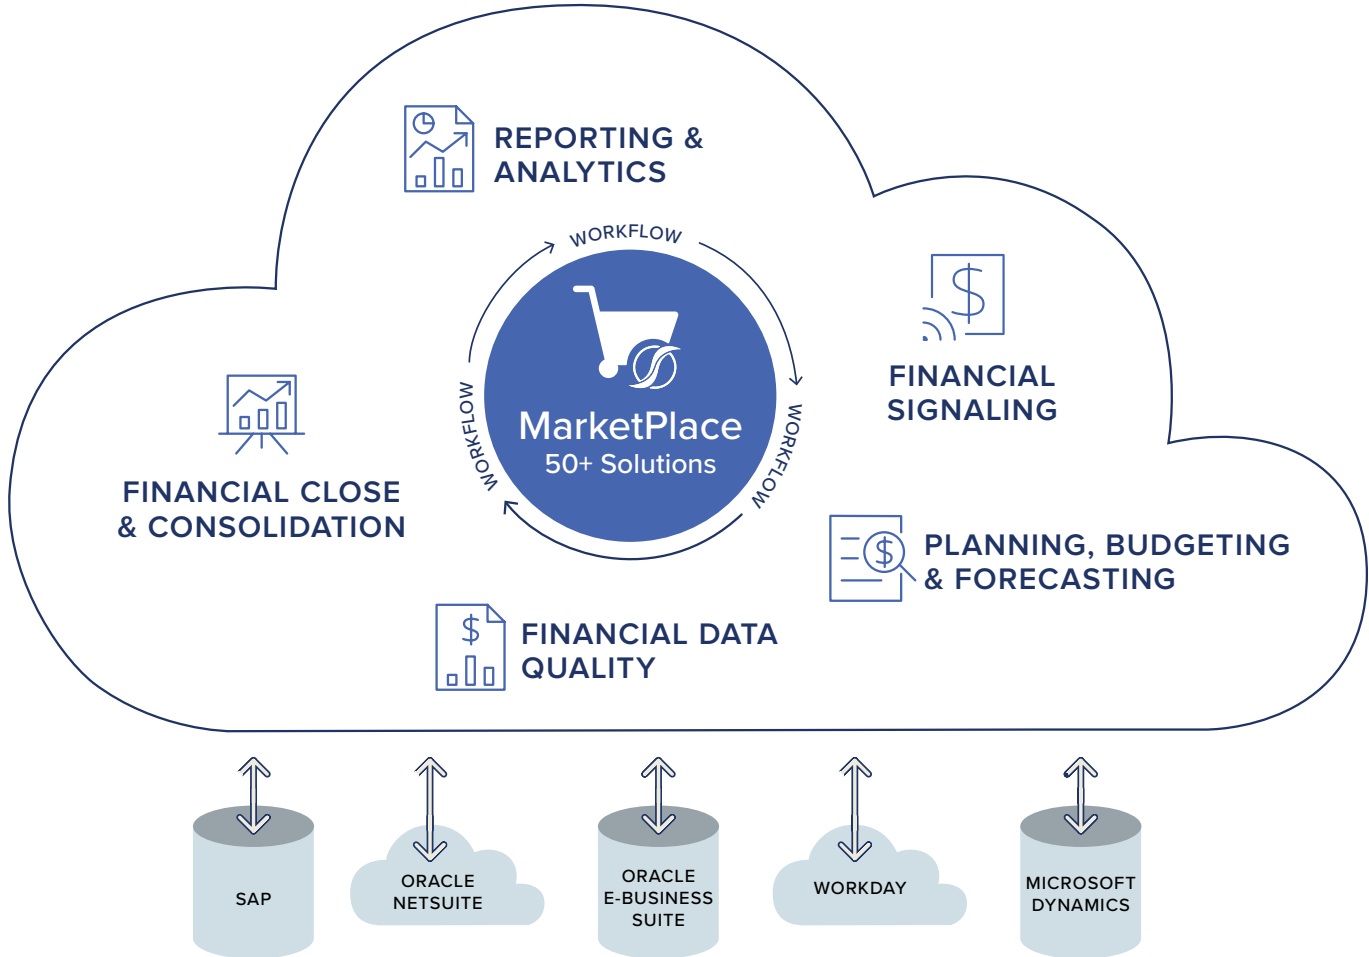 REPORTING &
ANALYTICS
WORKFLOW
MarketPlace
50+ Solutions
WORKFLOW
WORKFLOW
FINANCIAL
SIGNALING
FINANCIAL CLOSE
& CONSOLIDATION
PLANNING, BUDGETING
& FORECASTING
FINANCIAL DATA
QUALITY
SAP
ORACLE
NETSUITE
ORACLE
E-BUSINESS
SUITE
WORKDAY
MICROSOFT
DYNAMICS